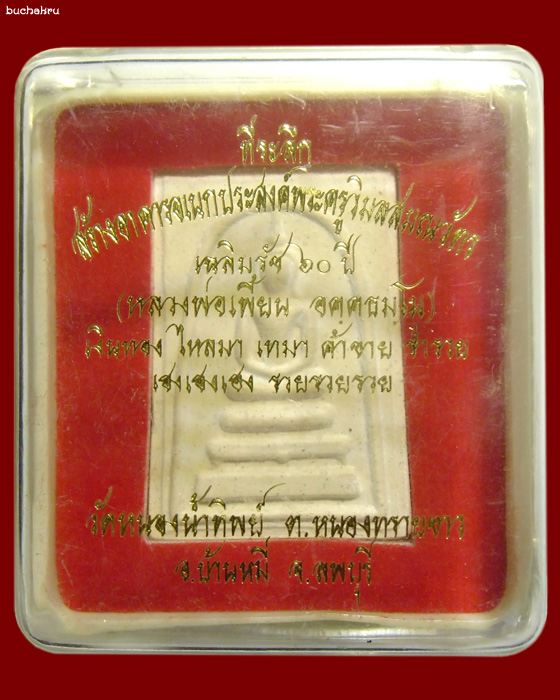 buchakru
ที่ระลึก
สร้างอาคารอเนกประสงค์พระครูวิมลสมณวัตร
เฉลิมรัช ๖๐ ปี
(หลวงพ่อเพี้ยน อคฺคธมฺโม)
เงินทอง ไหลมา เทมา ค้าขาย ร่ำรวย
เฮงเฮงเฮง รวยรวยรวย
วัดหนองน้ำทิพย์ ต.หนองทรายขาว
อ.บ้านหมี่ จ.ลพบุรี